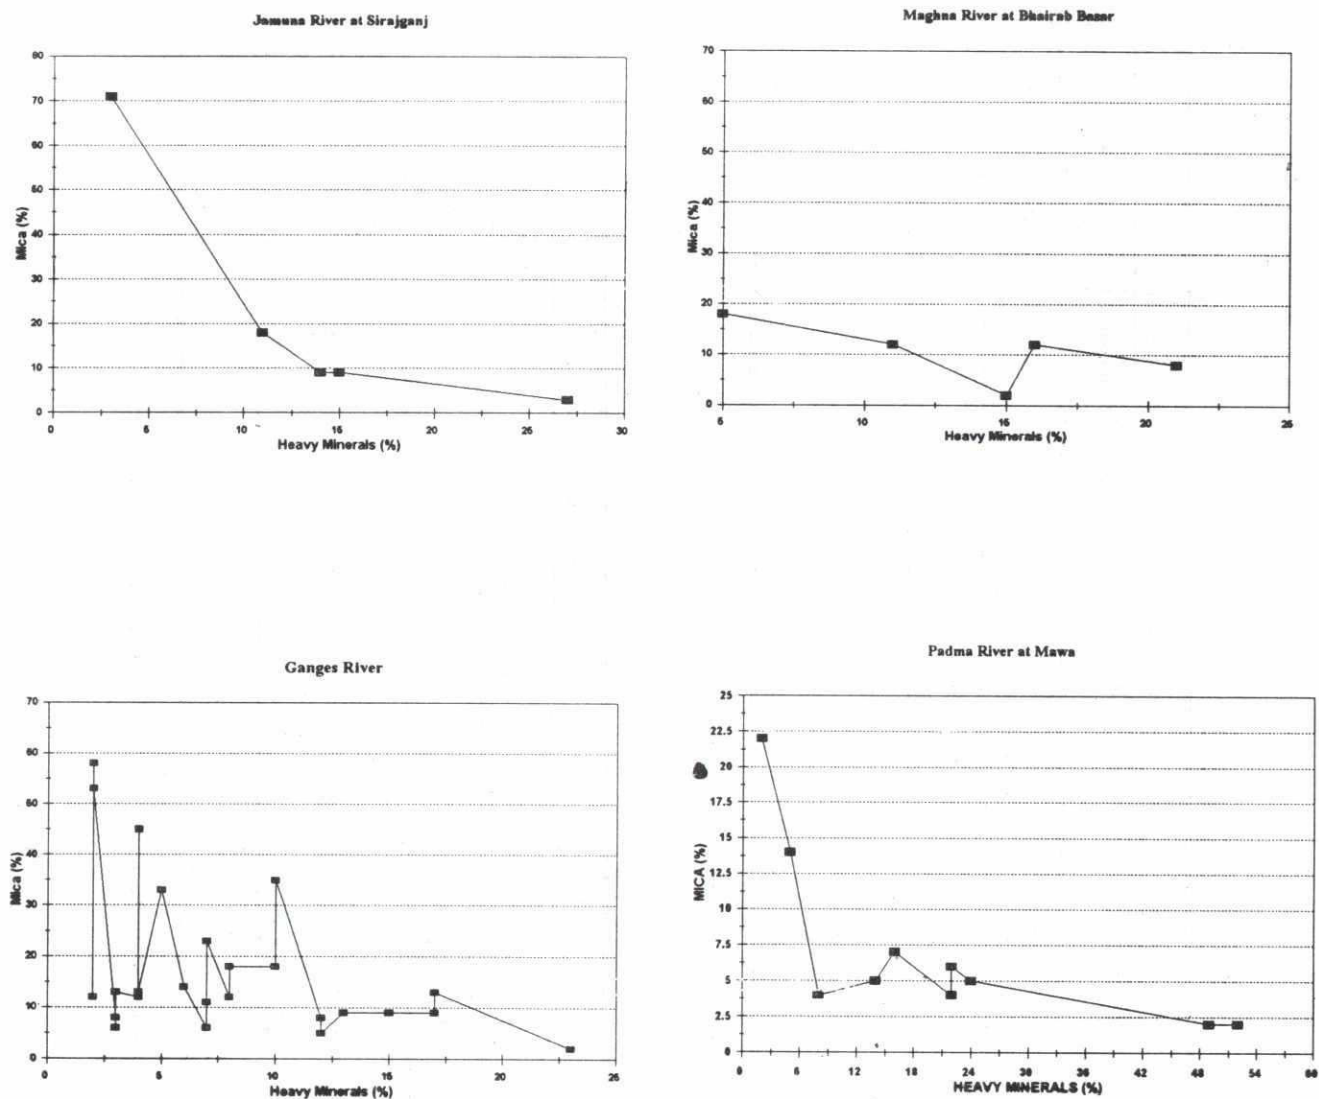 Jamuna River at Sirajganj
80
70
60
50
40
30
20
10
0
Mica (%)
0 5 10 15 20 25 30
Heavy Minerals (%)
Maghna River at Bhairab Bazar
70
60
50
40
30
20
10
0
Mica (%)
5 10 15 20 25
Heavy Minerals (%)
Ganges River
70
60
50
40
30
20
10
0
Mica (%)
0 5 10 15 20 25
Heavy Minerals (%)
Padma River at Mawa
25
22.5
20
17.5
15
12.5
10
7.5
5
2.5
0
MICA (%)
0 6 12 18 24 30 36 42 48 54 60
HEAVY MINERALS (%)